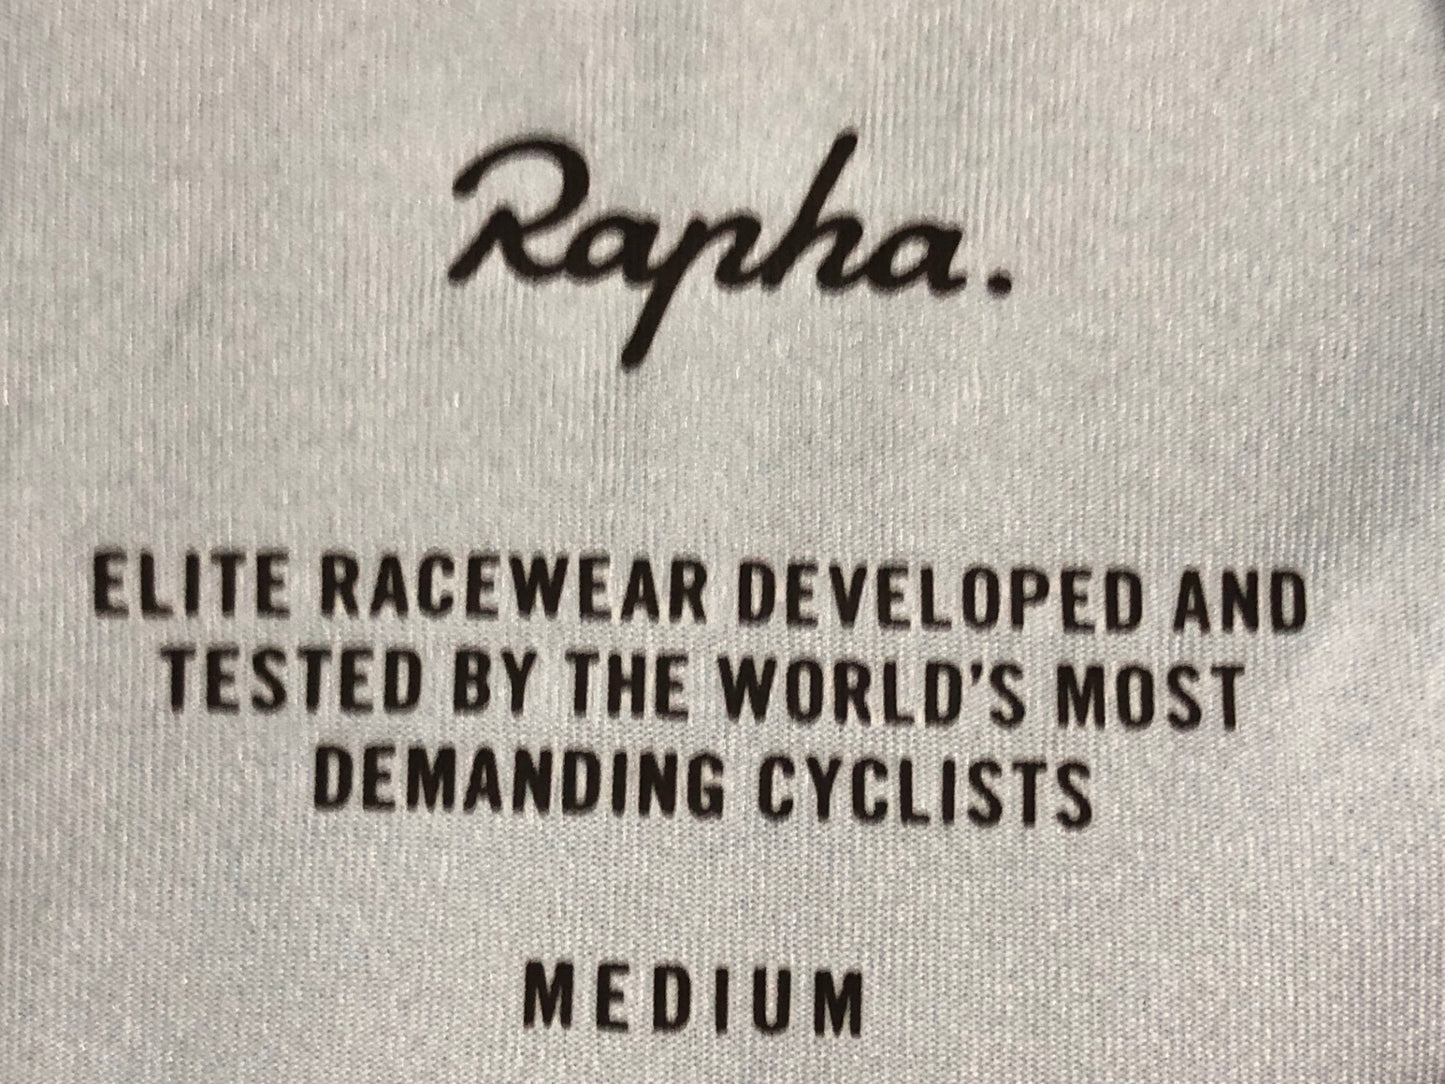 Rapha.
ELITE RACEWEAR DEVELOPED AND
TESTED BY THE WORLD'S MOST
DEMANDING CYCLISTS
MEDIUM